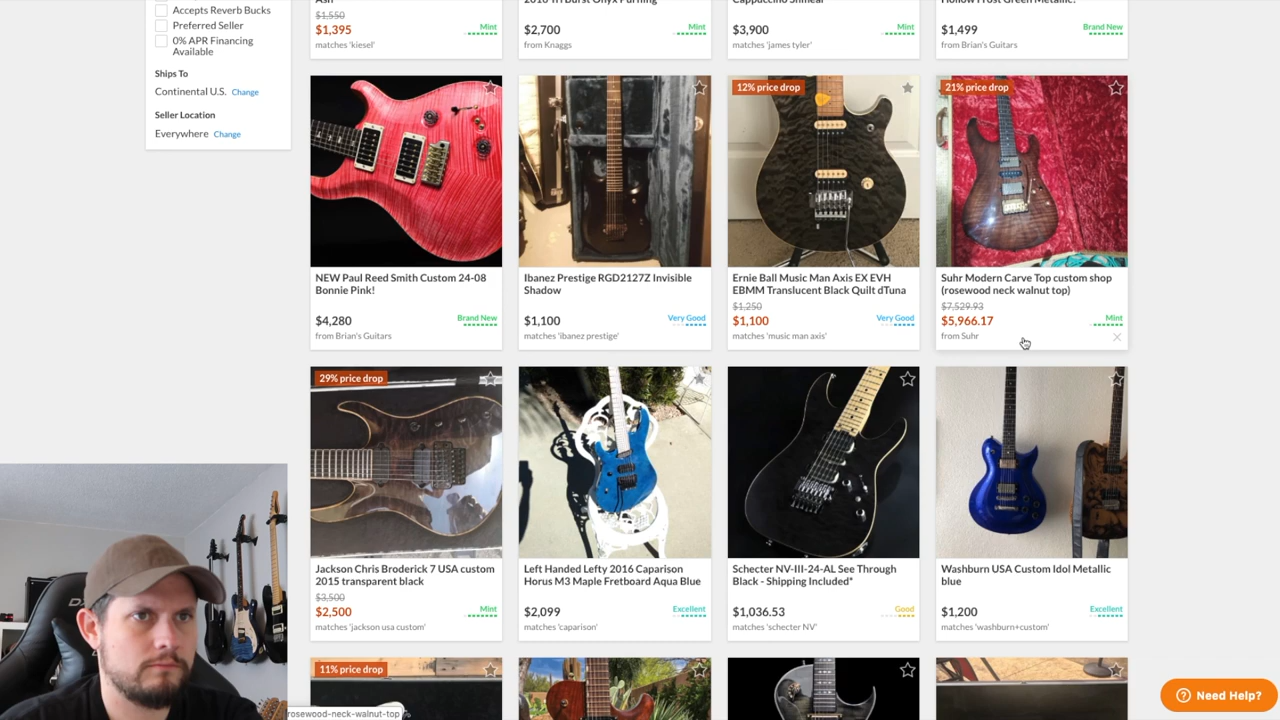 Accepts Reverb Bucks
Preferred Seller
0% APR Financing
Available
Ships To
Continental U.S. Change
Seller Location
Everywhere Change
$1,550
$1,395 Mint
matches 'kiesel'
$2,700 Mint
from Knaggs
$3,900 Mint
matches 'james tyler'
$1,499 Brand New
from Brian's Guitars
NEW Paul Reed Smith Custom 24-08
Bonnie Pink!
$4,280 Brand New
from Brian's Guitars
Ibanez Prestige RGD2127Z Invisible
Shadow
$1,100 Very Good
matches 'ibanez prestige'
12% price drop
Ernie Ball Music Man Axis EX EVH
EBMM Translucent Black Quilt dTuna
$1,250
$1,100 Very Good
matches 'music man axis'
21% price drop
Suhr Modern Carve Top custom shop
(rosewood neck walnut top)
$7,529.93
$5,966.17 Mint
from Suhr
29% price drop
Jackson Chris Broderick 7 USA custom
2015 transparent black
$3,500
$2,500 Mint
matches 'jackson usa custom'
Left Handed Lefty 2016 Caparison
Horus M3 Maple Fretboard Aqua Blue
$2,099 Excellent
matches 'caparison'
Schecter NV-III-24-AL See Through
Black - Shipping Included*
$1,036.53 Good
matches 'schecter NV'
Washburn USA Custom Idol Metallic
blue
$1,200 Excellent
matches 'washburn+custom'
11% price drop
rosewood-neck-walnut-top
Need Help?